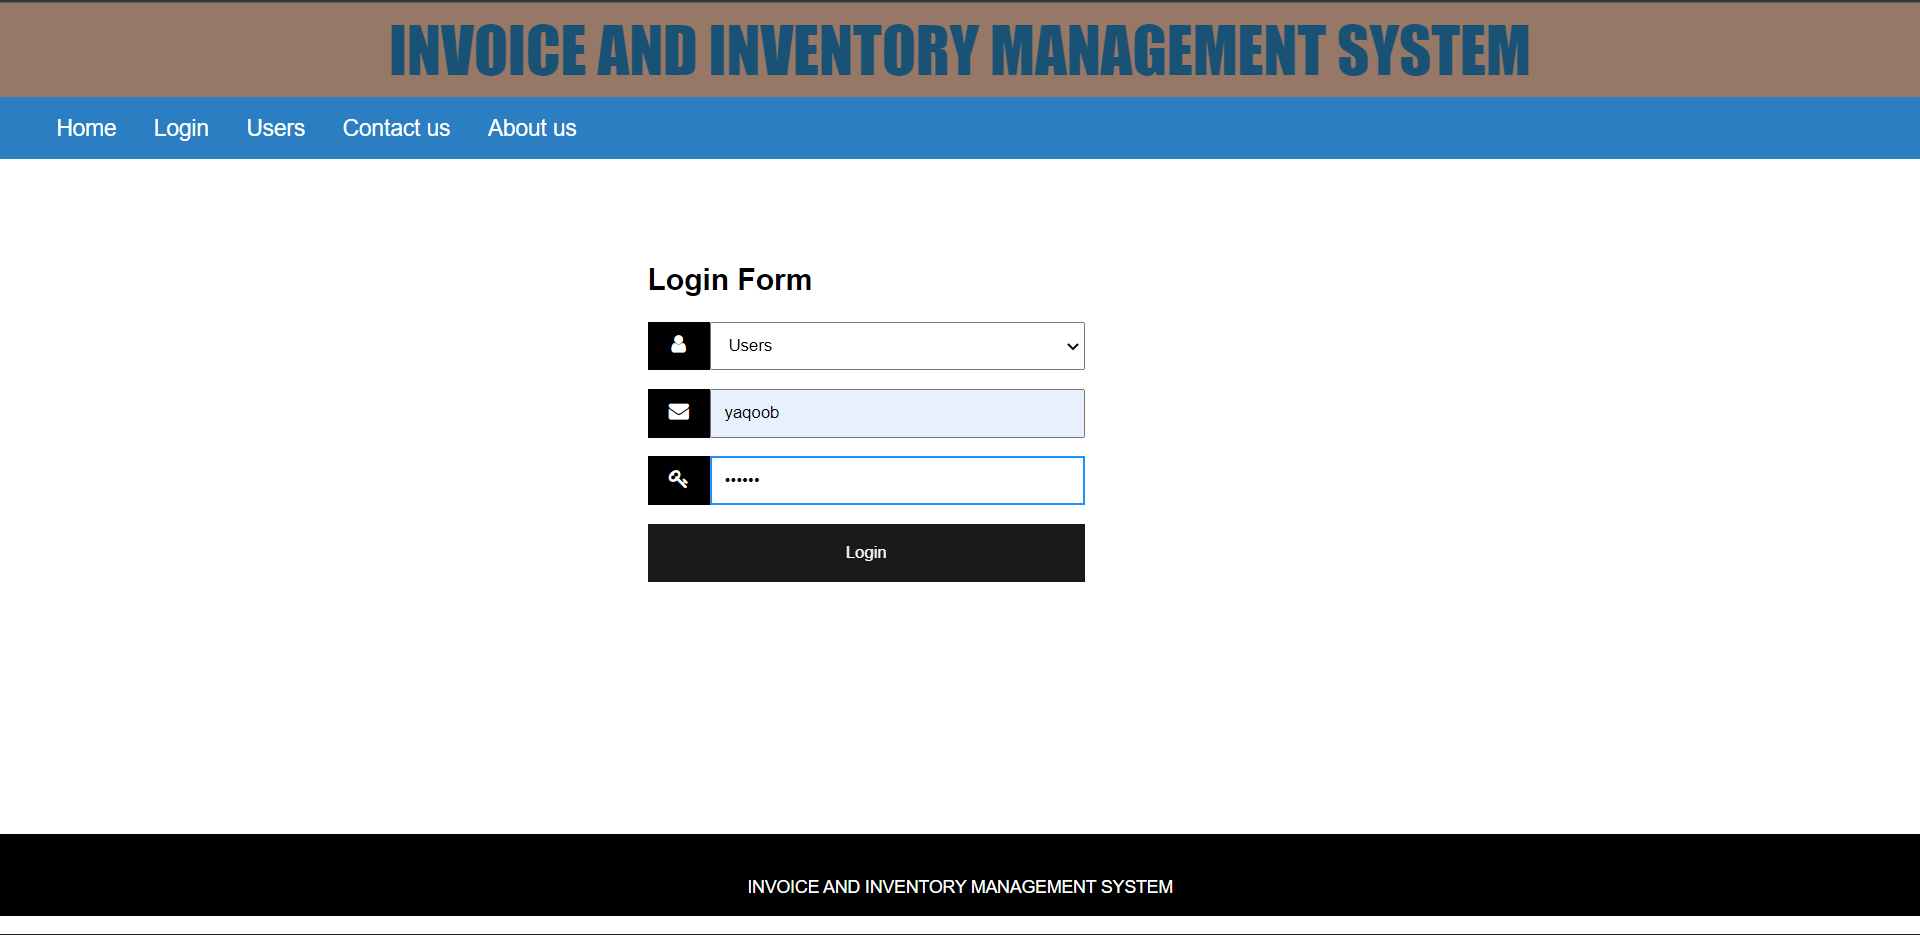 INVOICE AND INVENTORY MANAGEMENT SYSTEM
Home Login Users Contact us About us
Login Form
Users
yaqoob
••••••
Login
INVOICE AND INVENTORY MANAGEMENT SYSTEM